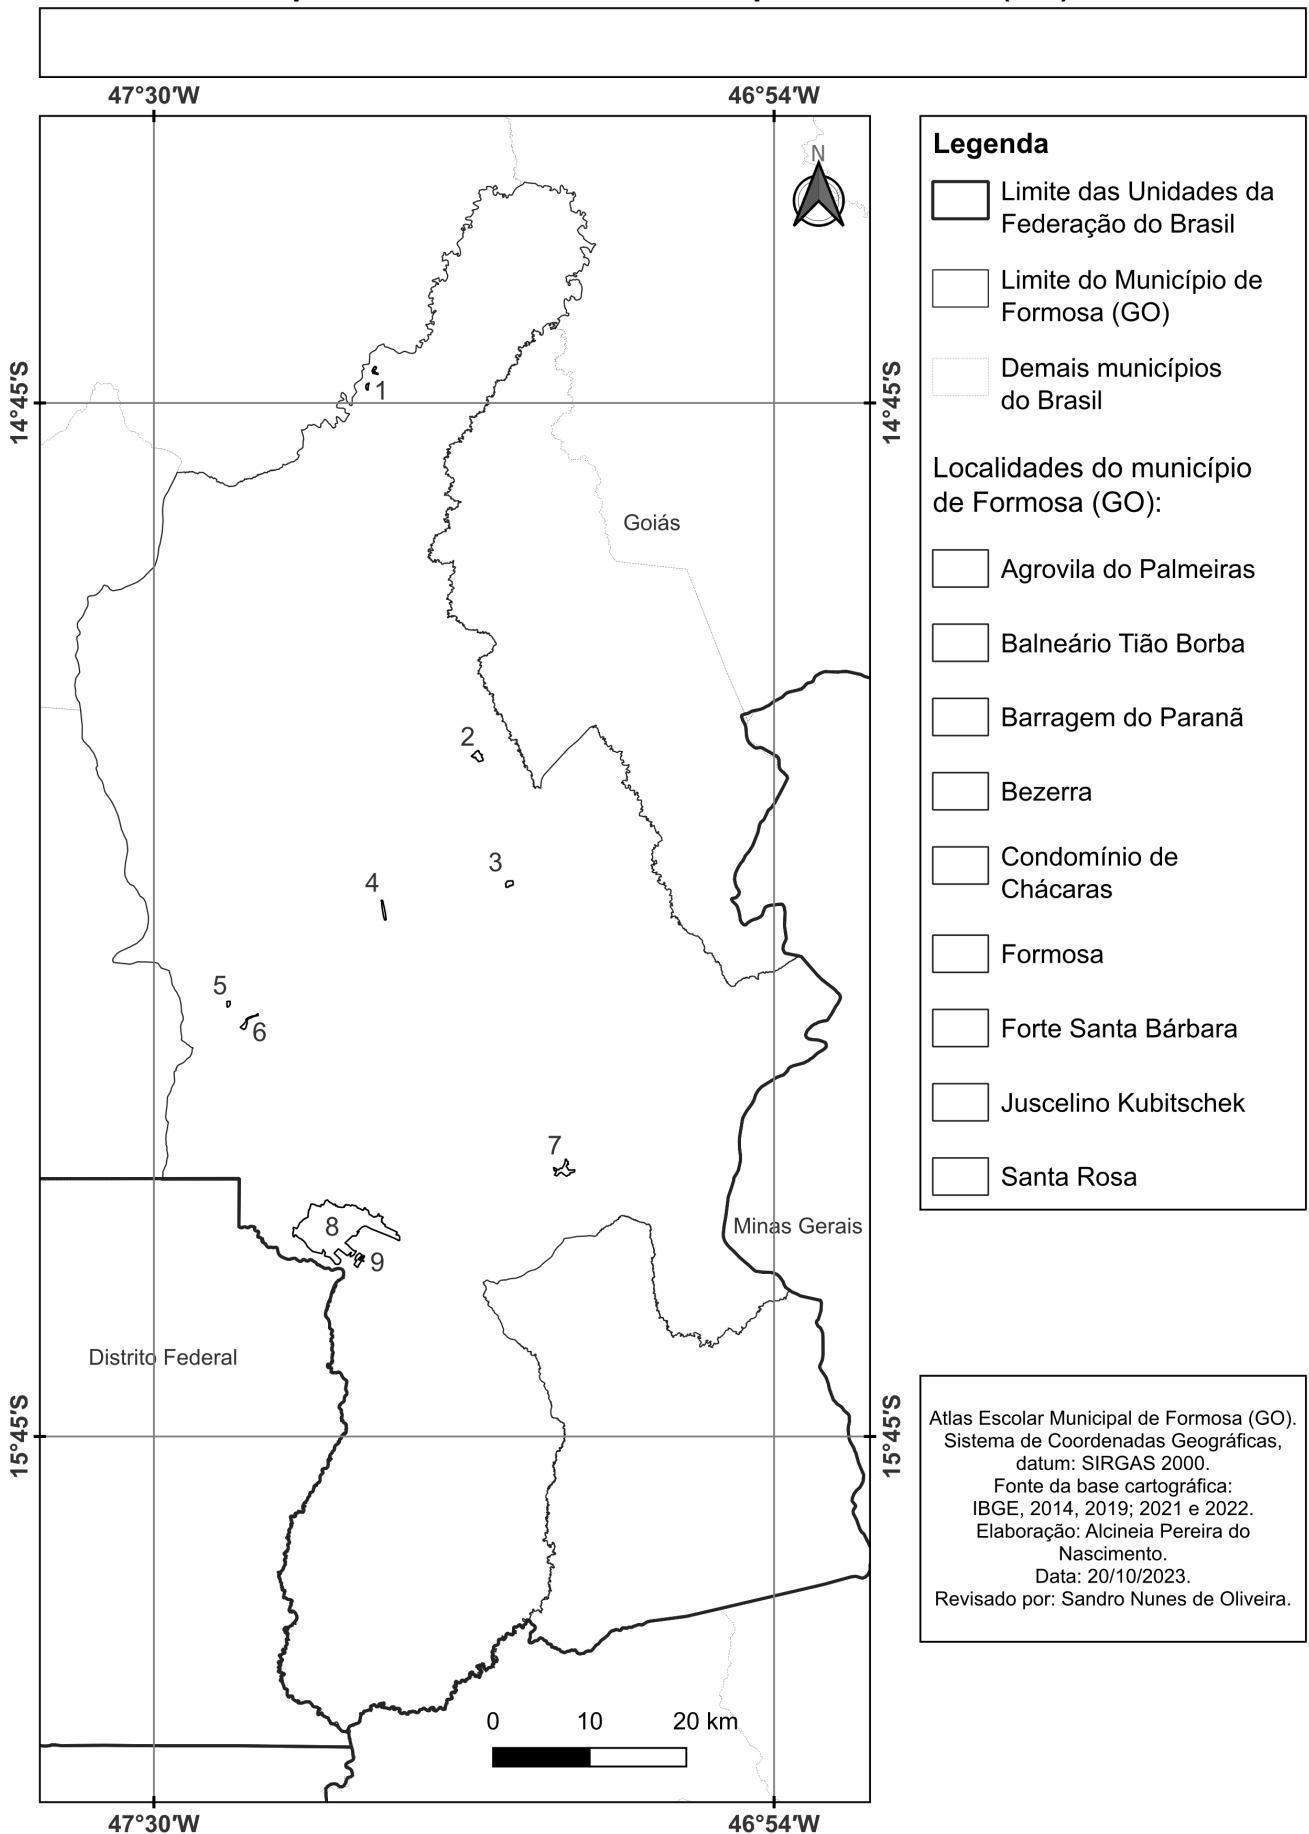 47°30'W
46°54'W
N
14°45'S
14°45'S
1
Goiás
2
3
4
5
6
7
8
9
Minas Gerais
Distrito Federal
15°45'S
15°45'S
0 10 20 km
47°30'W
46°54'W
Legenda
Limite das Unidades da
Federação do Brasil
Limite do Município de
Formosa (GO)
Demais municípios
do Brasil
Localidades do município
de Formosa (GO):
Agrovila do Palmeiras
Balneário Tião Borba
Barragem do Paranã
Bezerra
Condomínio de
Chácaras
Formosa
Forte Santa Bárbara
Juscelino Kubitschek
Santa Rosa
Atlas Escolar Municipal de Formosa (GO).
Sistema de Coordenadas Geográficas,
datum: SIRGAS 2000.
Fonte da base cartográfica:
IBGE, 2014, 2019; 2021 e 2022.
Elaboração: Alcineia Pereira do
Nascimento.
Data: 20/10/2023.
Revisado por: Sandro Nunes de Oliveira.